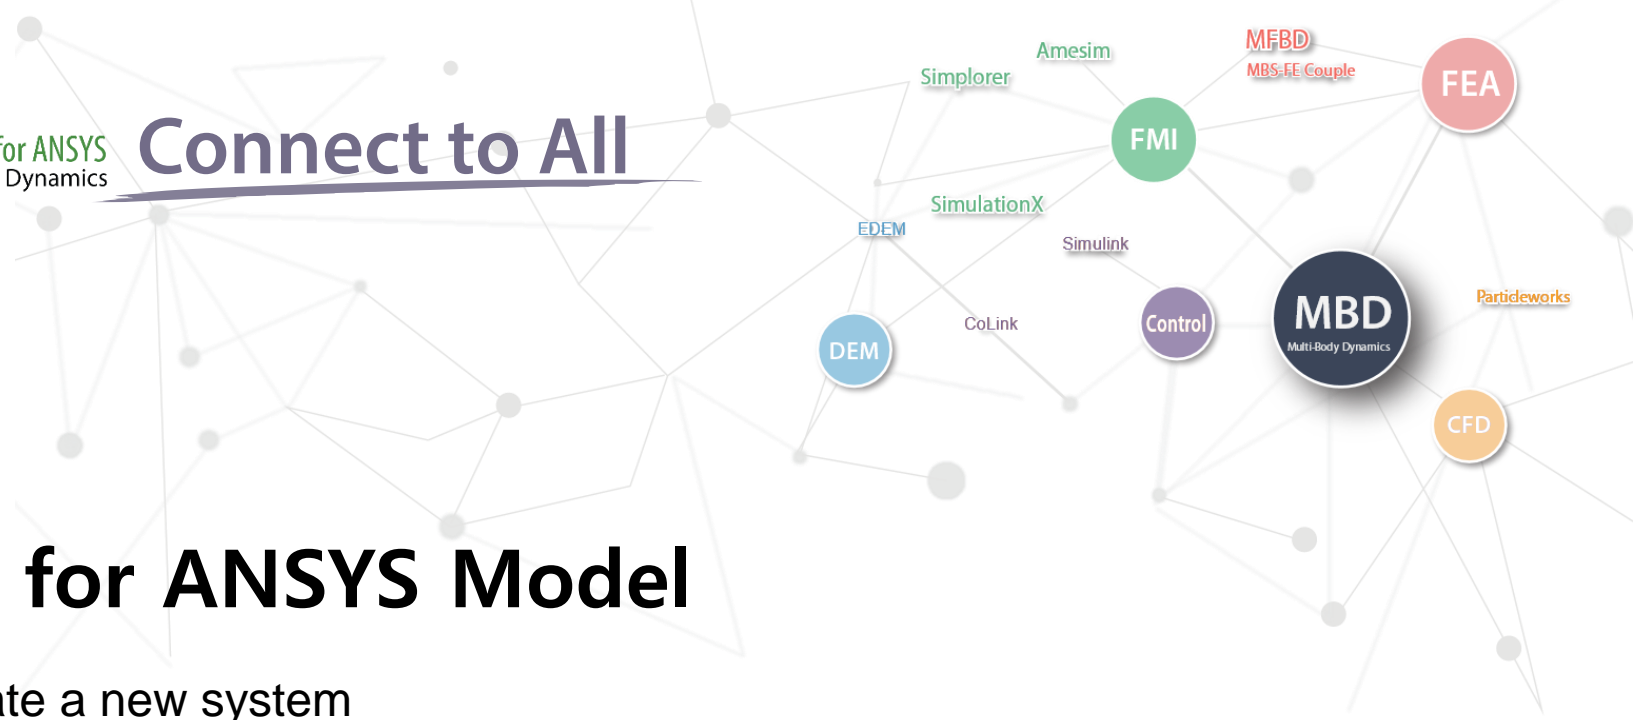 for ANSYS
Dynamics
Connect to All
Amesim
Simplorer
MFBD
MBS-FE Couple
FEA
FMI
SimulationX
EDEM
Simulink
CoLink
Control
DEM
MBD
Multi-Body Dynamics
Particleworks
CFD
for ANSYS Model
ate a new system